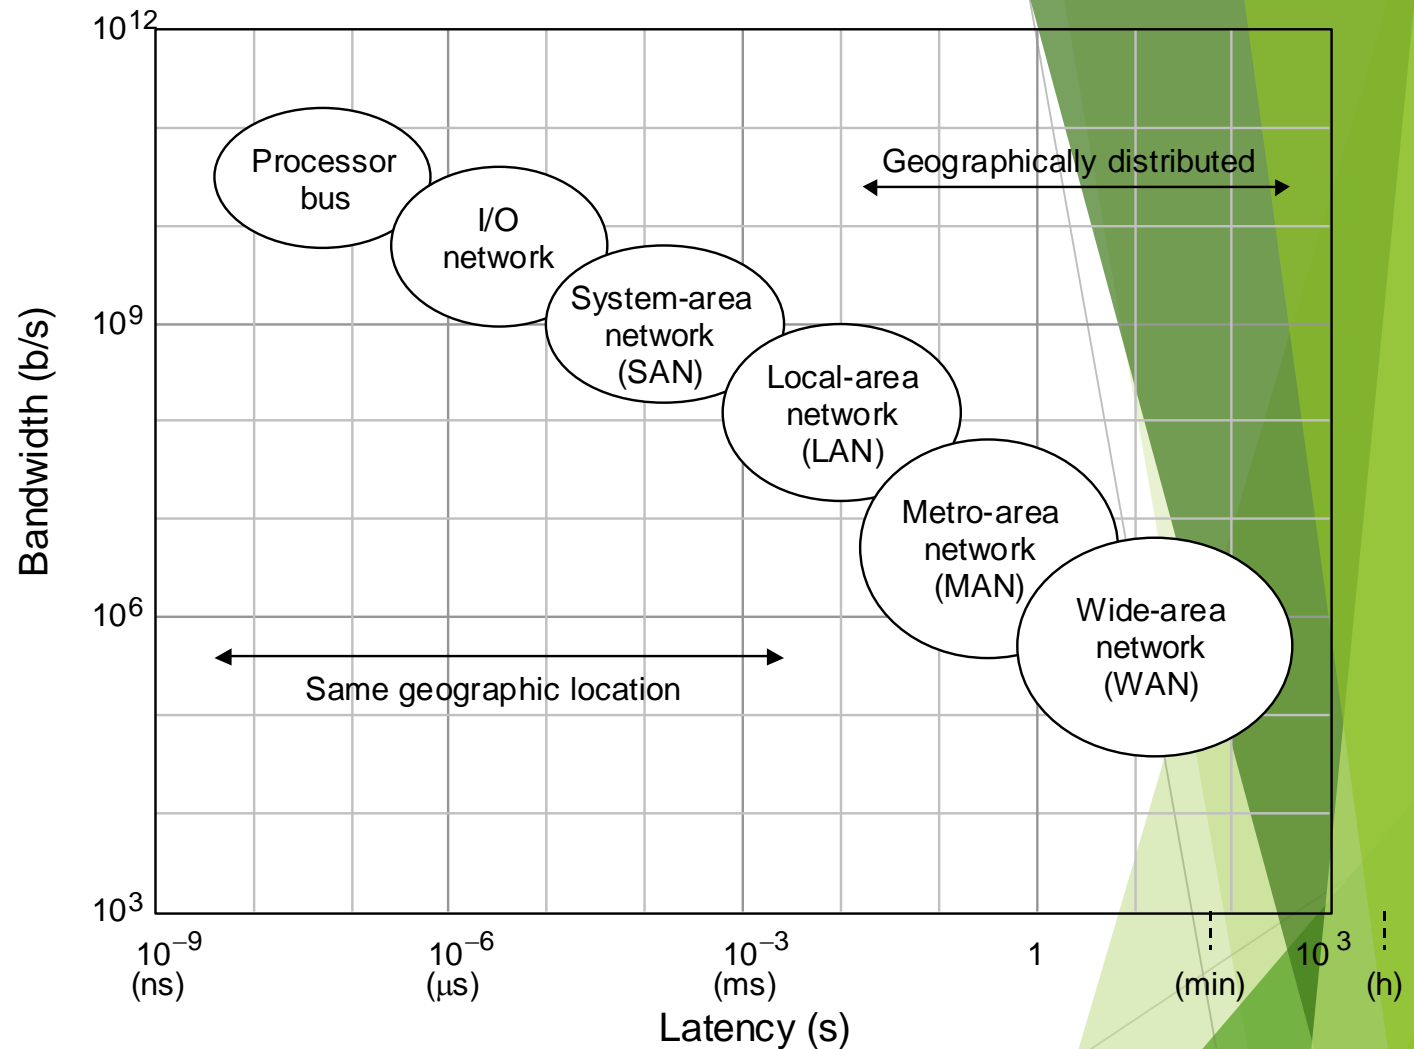 10¹²
Processor
bus
Geographically distributed
I/O
network
System-area
network
(SAN)
10⁹
Local-area
network
(LAN)
Bandwidth (b/s)
Metro-area
network
(MAN)
10⁶
Wide-area
network
(WAN)
Same geographic location
10³
10⁻⁹
(ns)
10⁻⁶
(μs)
10⁻³
(ms)
1
(min)
10³
(h)
Latency (s)